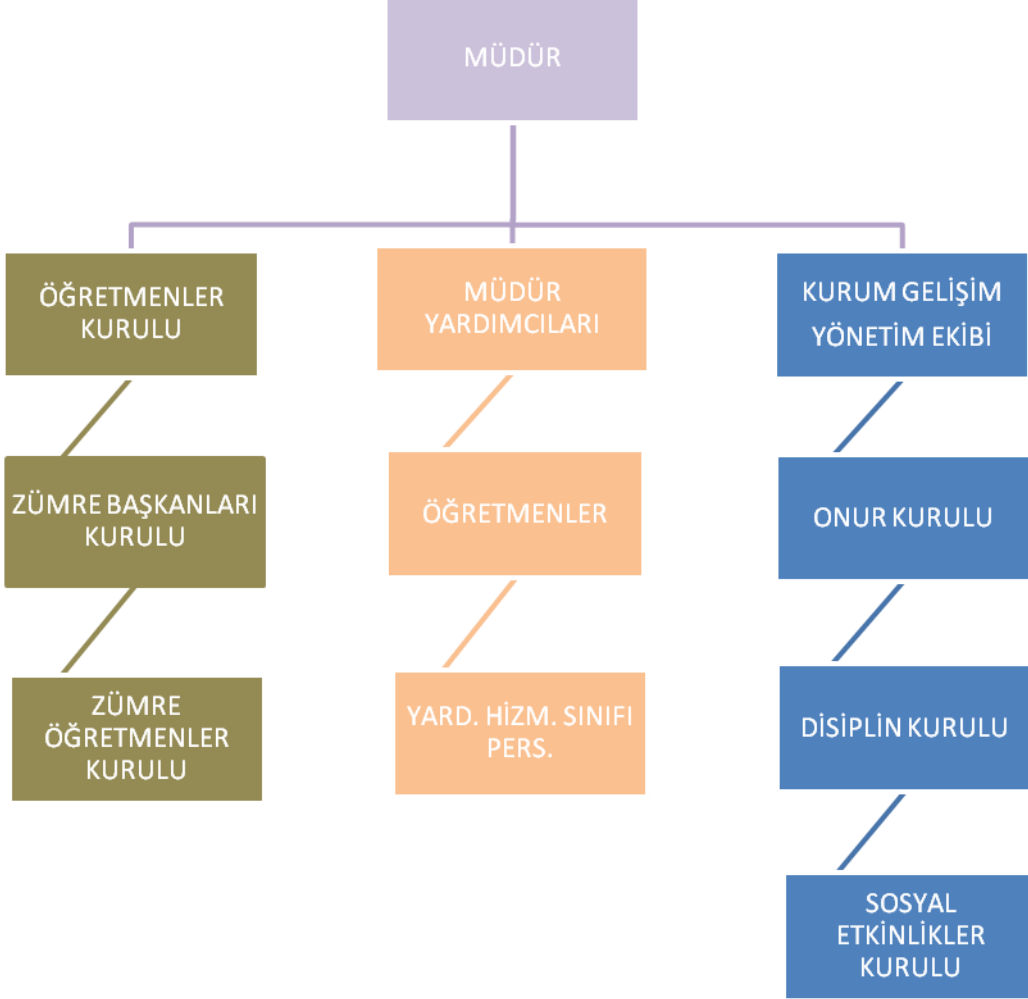 MÜDÜR
ÖĞRETMENLER
KURULU
MÜDÜR
YARDIMCILARI
KURUM GELİŞİM
YÖNETİM EKİBİ
ZÜMRE BAŞKANLARI
KURULU
ÖĞRETMENLER
ONUR KURULU
ZÜMRE
ÖĞRETMENLER
KURULU
YARD. HİZM. SINIFI
PERS.
DİSİPLİN KURULU
SOSYAL
ETKİNLİKLER
KURULU